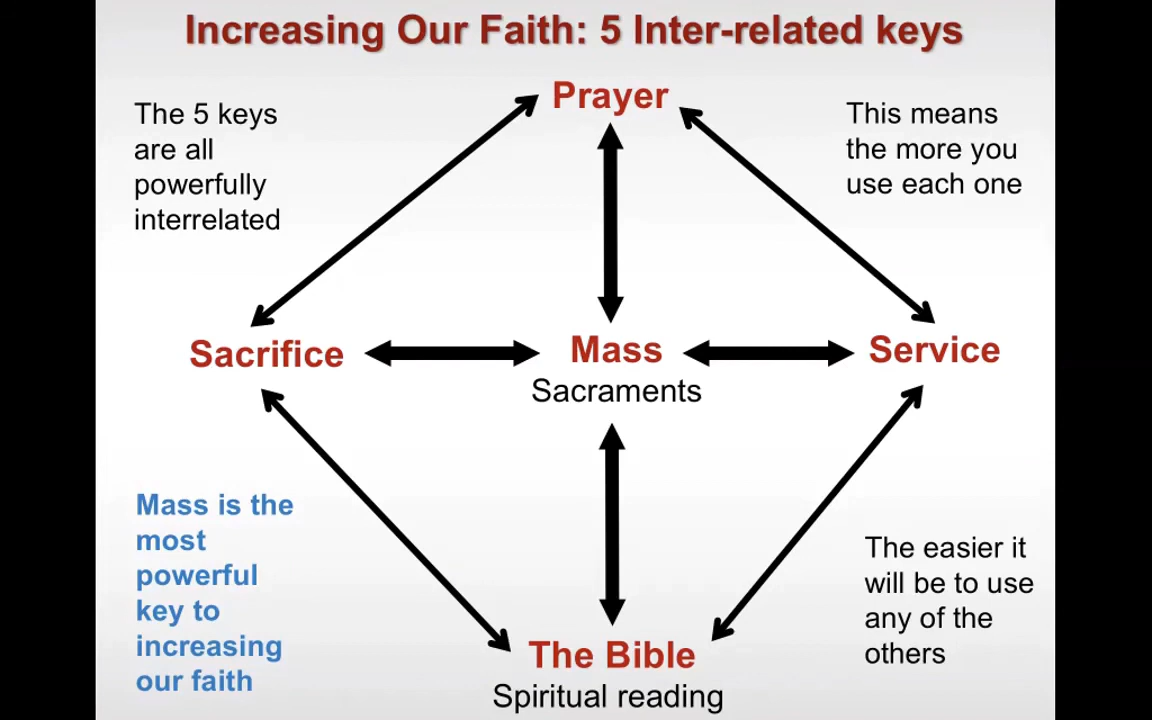 Increasing Our Faith: 5 Inter-related keys
Prayer
The 5 keys
are all
powerfully
interrelated
This means
the more you
use each one
Sacrifice
Mass
Sacraments
Service
Mass is the
most
powerful
key to
increasing
our faith
The easier it
will be to use
any of the
others
The Bible
Spiritual reading